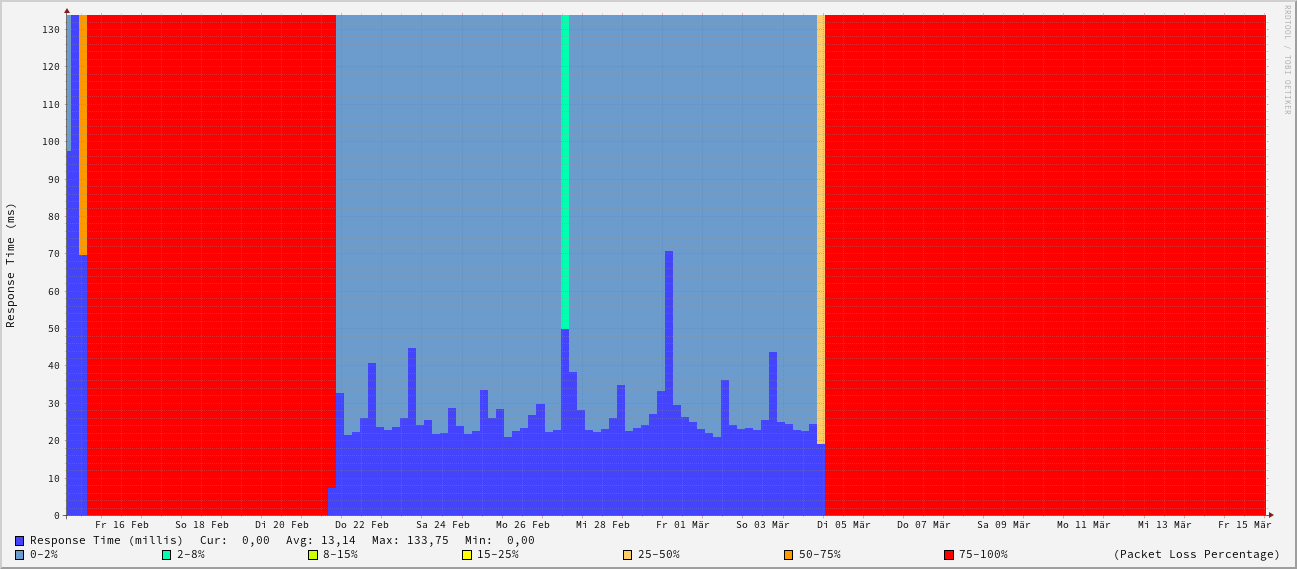 RRDTOOL / TOBI OETIKER
Response Time (ms)
130
120
110
100
90
80
70
60
50
40
30
20
10
0
Fr 16 Feb So 18 Feb Di 20 Feb Do 22 Feb Sa 24 Feb Mo 26 Feb Mi 28 Feb Fr 01 Mär So 03 Mär Di 05 Mär Do 07 Mär Sa 09 Mär Mo 11 Mär Mi 13 Mär Fr 15 Mär
Response Time (millis) Cur: 0,00 Avg: 13,14 Max: 133,75 Min: 0,00
0-2% 2-8% 8-15% 15-25% 25-50% 50-75% 75-100% (Packet Loss Percentage)